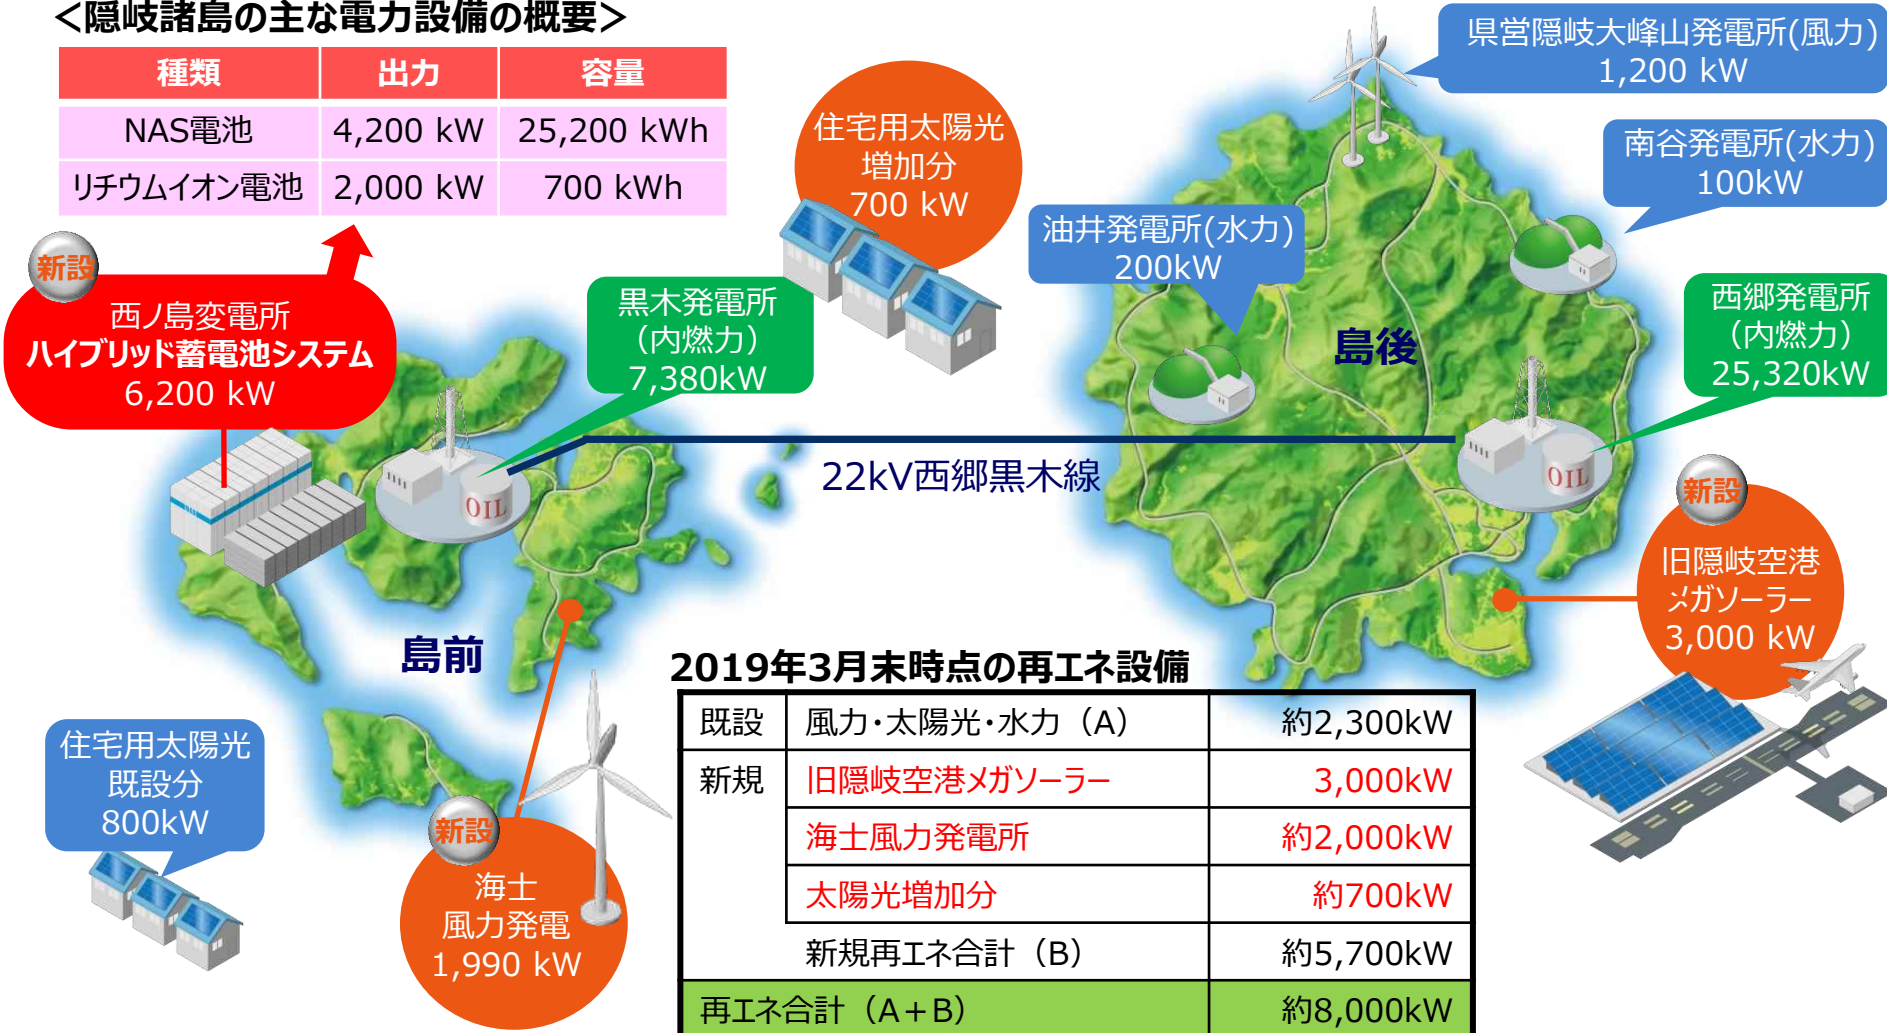 <隠岐諸島の主な電力設備の概要>
種類 出力 容量
NAS電池 4,200 kW 25,200 kWh
リチウムイオン電池 2,000 kW 700 kWh
新設
西ノ島変電所
ハイブリッド蓄電池システム
6,200 kW
黒木発電所
(内燃力)
7,380kW
住宅用太陽光
増加分
700 kW
県営隠岐大峰山発電所(風力)
1,200 kW
南谷発電所(水力)
100kW
油井発電所(水力)
200kW
西郷発電所
(内燃力)
25,320kW
島後
22kV西郷黒木線
OIL
OIL
新設
旧隠岐空港
メガソーラー
3,000 kW
島前
住宅用太陽光
既設分
800kW
新設
海士
風力発電
1,990 kW
2019年3月末時点の再エネ設備
既設 風力・太陽光・水力(A) 約2,300kW
新規 旧隠岐空港メガソーラー 3,000kW
海士風力発電所 約2,000kW
太陽光増加分 約700kW
新規再エネ合計(B) 約5,700kW
再エネ合計(A+B) 約8,000kW